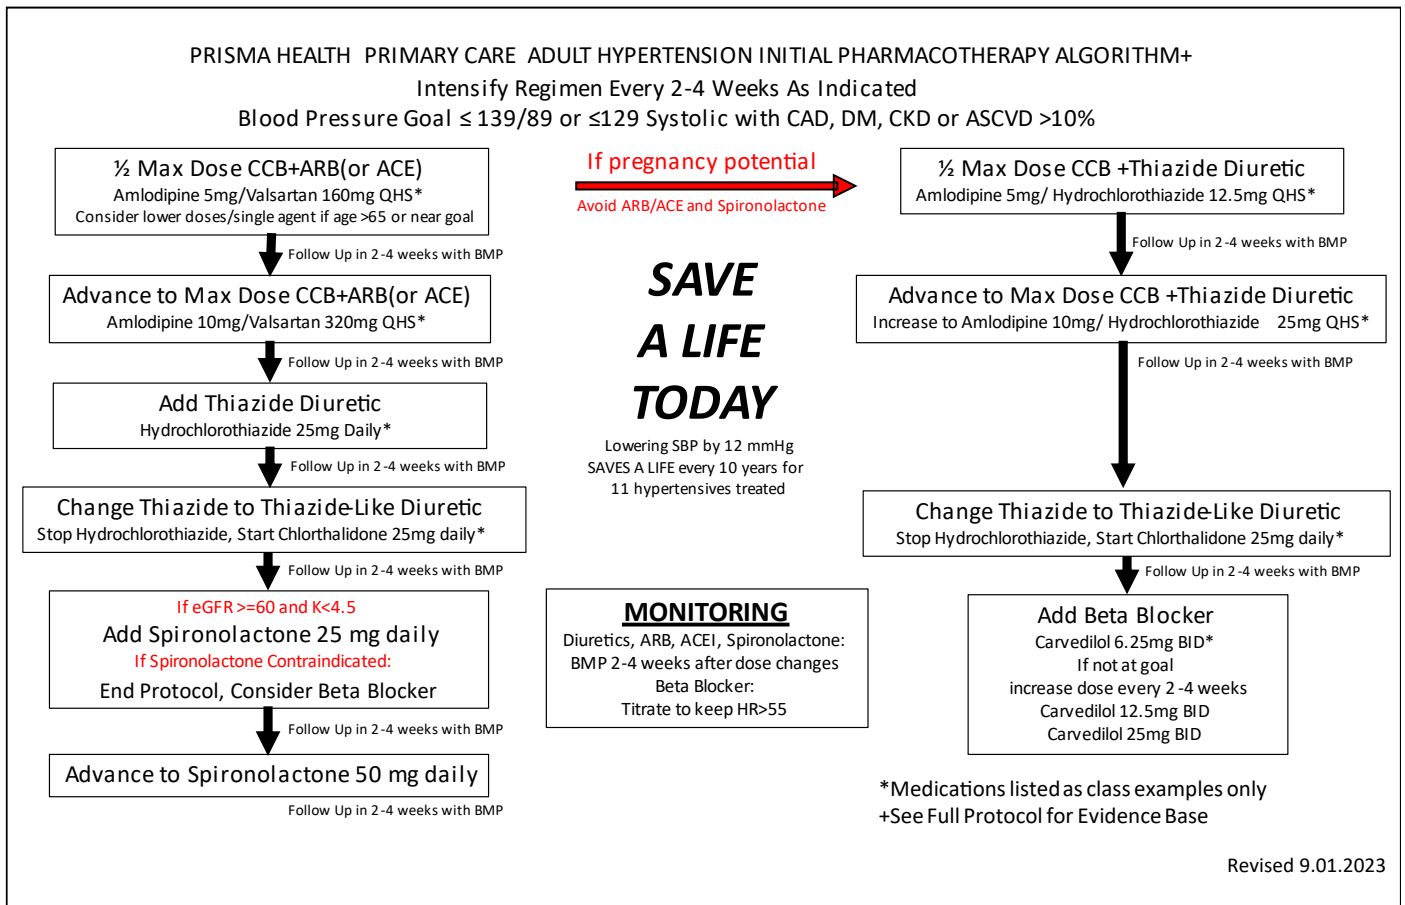 PRISMA HEALTH PRIMARY CARE ADULT HYPERTENSION INITIAL PHARMACOTHERAPY ALGORITHM+
Intensify Regimen Every 2-4 Weeks As Indicated
Blood Pressure Goal ≤ 139/89 or ≤129 Systolic with CAD, DM, CKD or ASCVD >10%
½ Max Dose CCB+ARB(or ACE)
Amlodipine 5mg/Valsartan 160mg QHS*
Consider lower doses/single agent if age >65 or near goal
Follow Up in 2-4 weeks with BMP
Advance to Max Dose CCB+ARB(or ACE)
Amlodipine 10mg/Valsartan 320mg QHS*
Follow Up in 2-4 weeks with BMP
Add Thiazide Diuretic
Hydrochlorothiazide 25mg Daily*
Follow Up in 2-4 weeks with BMP
Change Thiazide to Thiazide-Like Diuretic
Stop Hydrochlorothiazide, Start Chlorthalidone 25mg daily*
Follow Up in 2-4 weeks with BMP
If eGFR >=60 and K<4.5
Add Spironolactone 25 mg daily
If Spironolactone Contraindicated:
End Protocol, Consider Beta Blocker
Follow Up in 2-4 weeks with BMP
Advance to Spironolactone 50 mg daily
Follow Up in 2-4 weeks with BMP
If pregnancy potential
Avoid ARB/ACE and Spironolactone
SAVE
A LIFE
TODAY
Lowering SBP by 12 mmHg
SAVES A LIFE every 10 years for
11 hypertensives treated
MONITORING
Diuretics, ARB, ACEI, Spironolactone:
BMP 2-4 weeks after dose changes
Beta Blocker:
Titrate to keep HR>55
½ Max Dose CCB +Thiazide Diuretic
Amlodipine 5mg/ Hydrochlorothiazide 12.5mg QHS*
Follow Up in 2-4 weeks with BMP
Advance to Max Dose CCB +Thiazide Diuretic
Increase to Amlodipine 10mg/ Hydrochlorothiazide 25mg QHS*
Follow Up in 2-4 weeks with BMP
Change Thiazide to Thiazide-Like Diuretic
Stop Hydrochlorothiazide, Start Chlorthalidone 25mg daily*
Follow Up in 2-4 weeks with BMP
Add Beta Blocker
Carvedilol 6.25mg BID*
If not at goal
increase dose every 2-4 weeks
Carvedilol 12.5mg BID
Carvedilol 25mg BID
*Medications listed as class examples only
+See Full Protocol for Evidence Base
Revised 9.01.2023